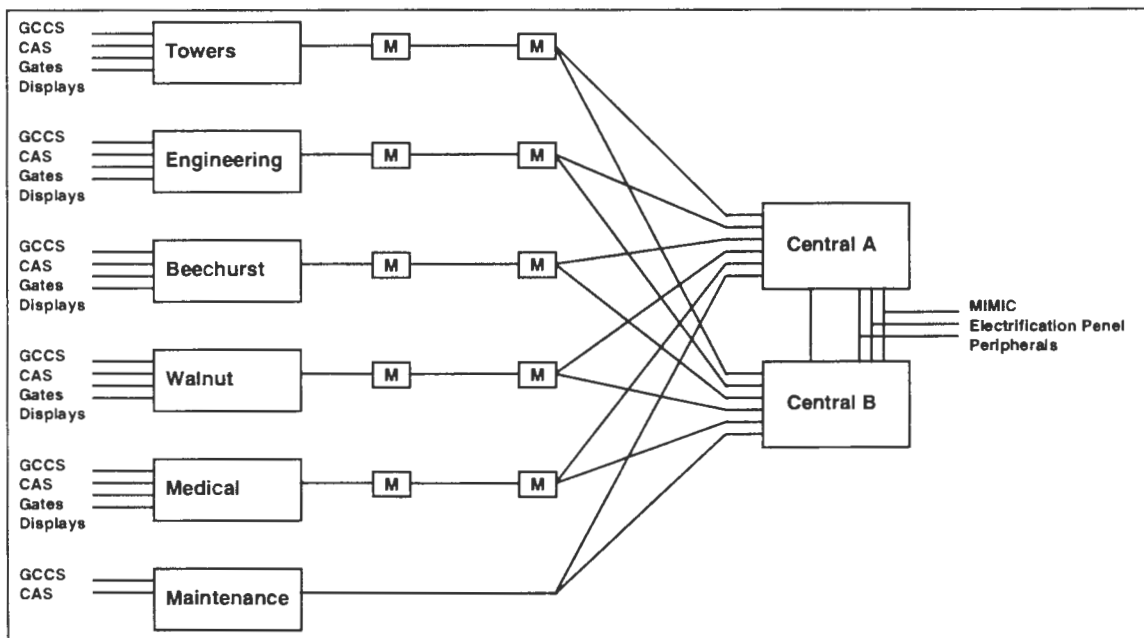 GCCS
CAS
Gates
Displays
Towers
M
M
GCCS
CAS
Gates
Displays
Engineering
M
M
GCCS
CAS
Gates
Displays
Beechurst
M
M
GCCS
CAS
Gates
Displays
Walnut
M
M
GCCS
CAS
Gates
Displays
Medical
M
M
GCCS
CAS
Maintenance
Central A
MIMIC
Electrification Penel
Peripherals
Central B